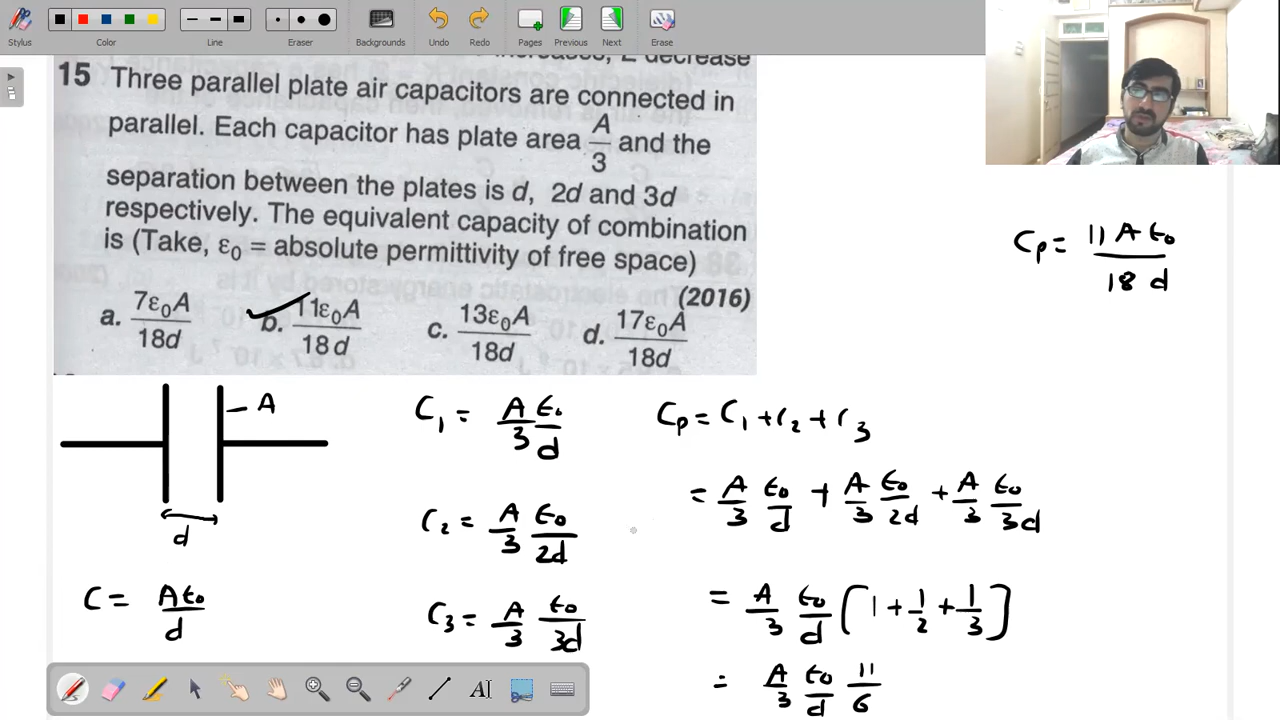 Stylus
Color
Line
Eraser
Backgrounds
Undo
Redo
Pages
Previous
Next
Erase
increases, E decrease
15 Three parallel plate air capacitors are connected in
parallel. Each capacitor has plate area A/3 and the
separation between the plates is d, 2d and 3d
respectively. The equivalent capacity of combination
is (Take, ε₀ = absolute permittivity of free space)
(2016)
a. 7ε₀A/18d b. 11ε₀A/18d c. 13ε₀A/18d d. 17ε₀A/18d
Cp = 11 A ε₀ / 18 d
A
d
C = Aε₀/d
C₁ = A/3 ε₀/d
C₂ = A/3 ε₀/2d
C₃ = A/3 ε₀/3d
Cp = C₁ + C₂ + C₃
= A/3 ε₀/d + A/3 ε₀/2d + A/3 ε₀/3d
= A/3 ε₀/d [1 + 1/2 + 1/3]
= A/3 ε₀/d 11/6